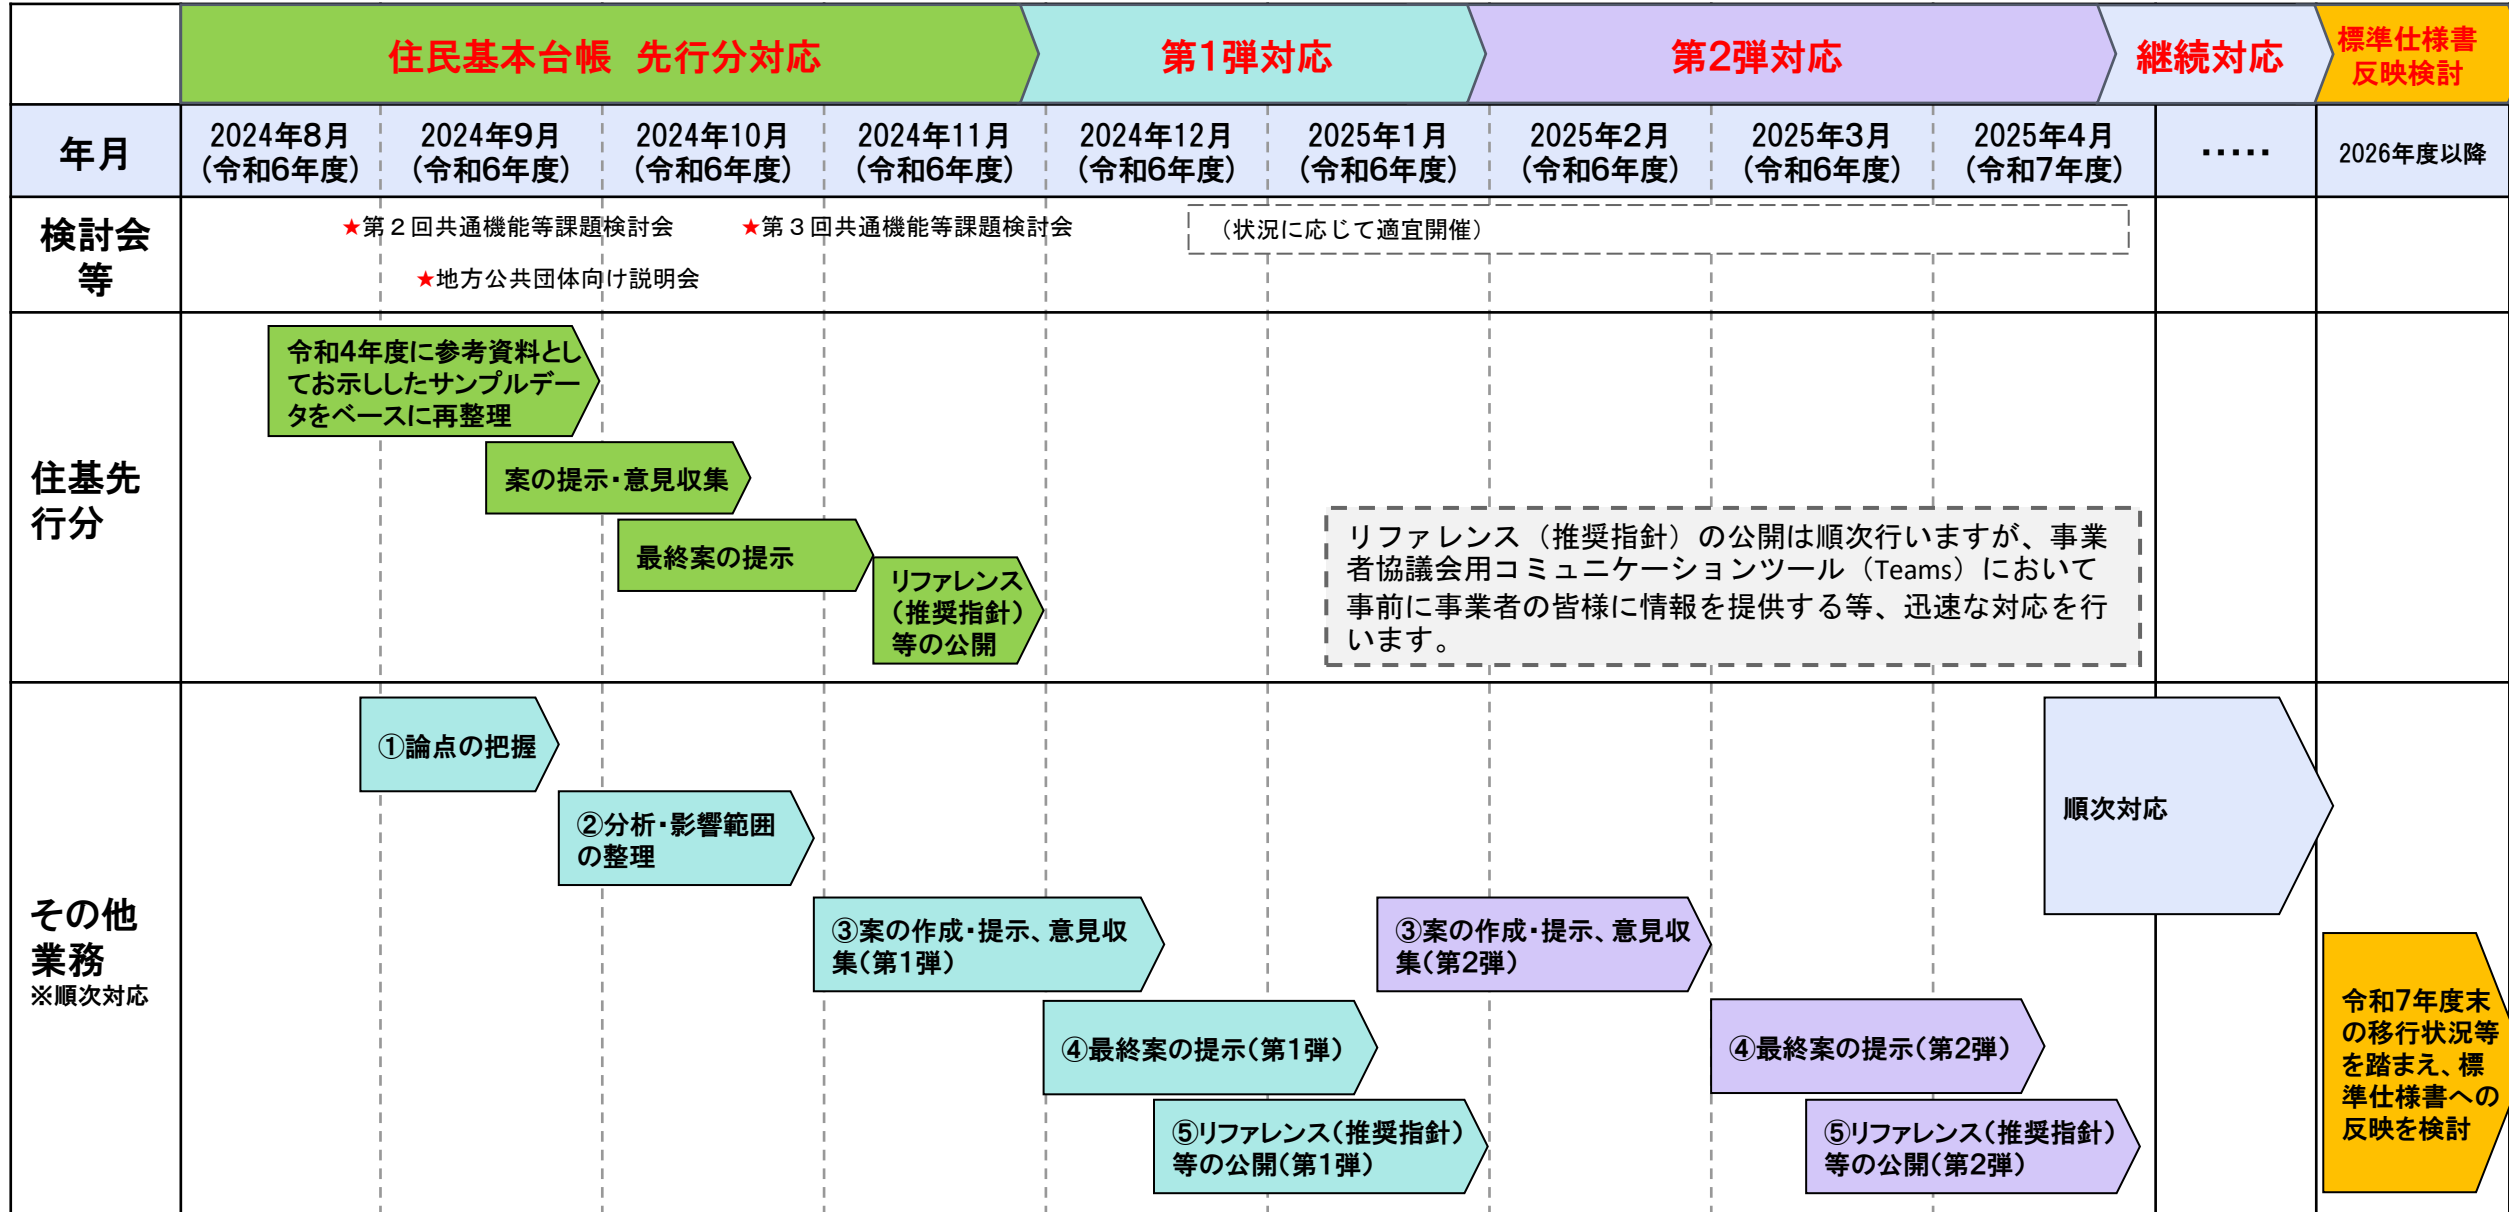 住民基本台帳 先行分対応
第1弾対応
第2弾対応
継続対応
標準仕様書
反映検討
年月
2024年8月
(令和6年度)
2024年9月
(令和6年度)
2024年10月
(令和6年度)
2024年11月
(令和6年度)
2024年12月
(令和6年度)
2025年1月
(令和6年度)
2025年2月
(令和6年度)
2025年3月
(令和6年度)
2025年4月
(令和7年度)
・・・・・
2026年度以降
検討会
等
★第２回共通機能等課題検討会
★第３回共通機能等課題検討会
（状況に応じて適宜開催）
★地方公共団体向け説明会
住基先
行分
令和4年度に参考資料とし
てお示ししたサンプルデー
タをベースに再整理
案の提示・意見収集
最終案の提示
リファレンス
(推奨指針)
等の公開
リファレンス（推奨指針）の公開は順次行いますが、事業
者協議会用コミュニケーションツール（Teams）において
事前に事業者の皆様に情報を提供する等、迅速な対応を行
います。
その他
業務
※順次対応
①論点の把握
②分析・影響範囲
の整理
③案の作成・提示、意見収
集(第1弾)
④最終案の提示(第1弾)
⑤リファレンス(推奨指針)
等の公開(第1弾)
③案の作成・提示、意見収
集(第2弾)
④最終案の提示(第2弾)
⑤リファレンス(推奨指針)
等の公開(第2弾)
順次対応
令和7年度末
の移行状況等
を踏まえ、標
準仕様書への
反映を検討